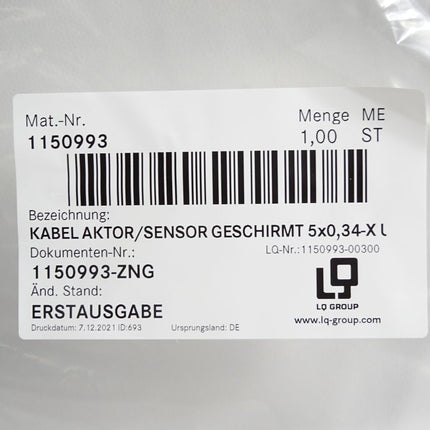 Mat.-Nr. Menge ME
1150993 1,00 ST
Bezeichnung:
KABEL AKTOR/SENSOR GESCHIRMT 5x0,34-X
Dokumenten-Nr.: LQ-Nr.:1150993-00300
1150993-ZNG
Änd. Stand:
ERSTAUSGABE
LQ
LQ GROUP
www.lq-group.com
Druckdatum: 7.12.2021 ID:693 Ursprungsland: DE